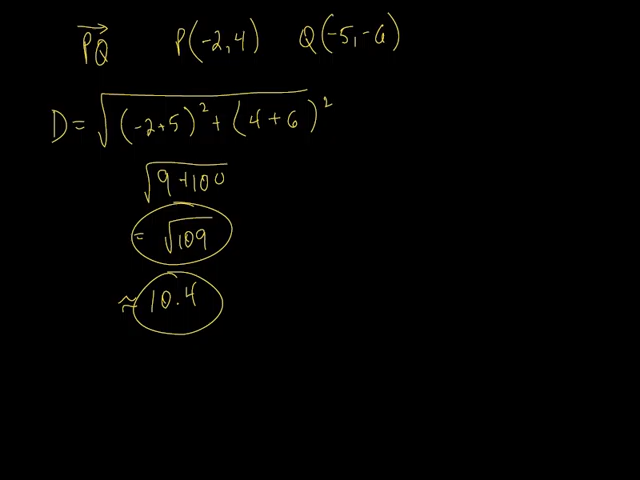 PQ⃗ P(-2,4) Q(-5,-6)
D = √((-2+5)² + (4+6)²)
√(9+100)
= √109
≈ 10.4